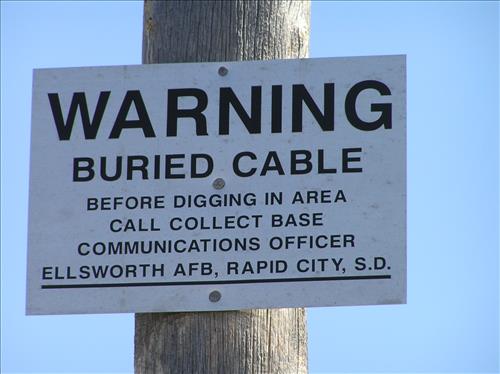 WARNING
BURIED CABLE
BEFORE DIGGING IN AREA
CALL COLLECT BASE
COMMUNICATIONS OFFICER
ELLSWORTH AFB, RAPID CITY, S.D.